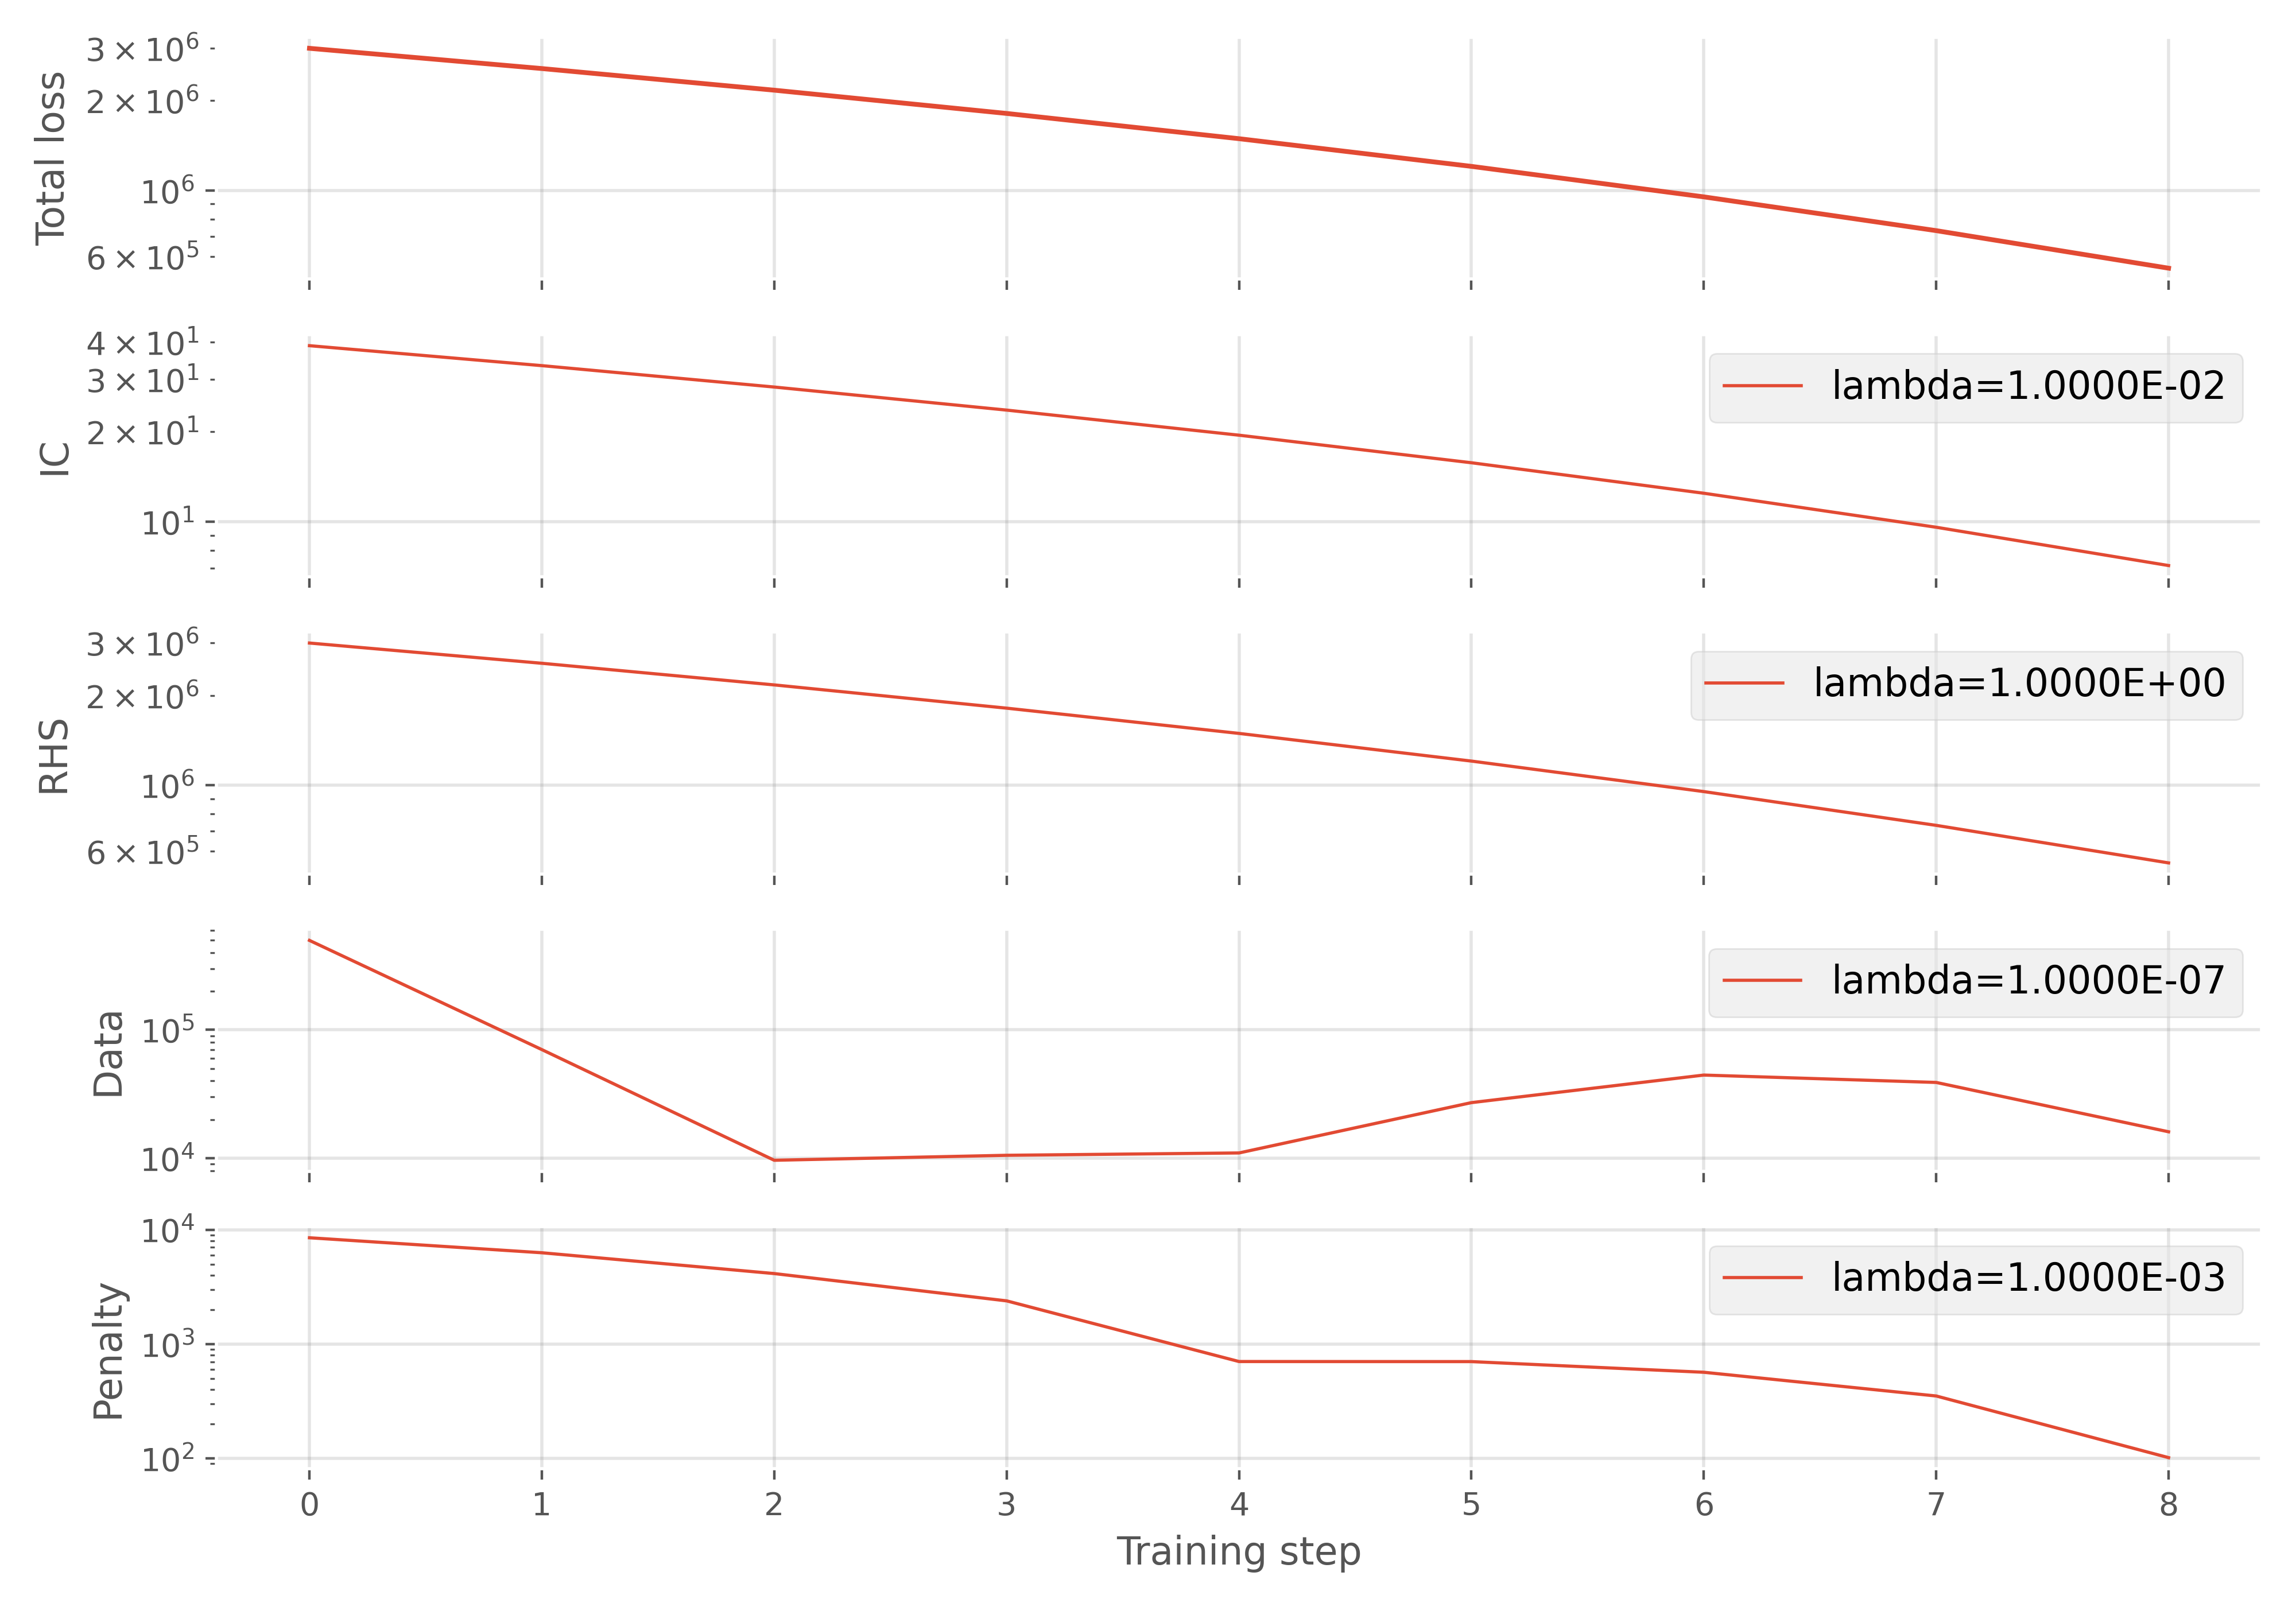 Total loss
3 × 10⁶
2 × 10⁶
10⁶
6 × 10⁵
IC
4 × 10¹
3 × 10¹
2 × 10¹
10¹
lambda=1.0000E-02
RHS
3 × 10⁶
2 × 10⁶
10⁶
6 × 10⁵
lambda=1.0000E+00
Data
10⁵
10⁴
lambda=1.0000E-07
Penalty
10⁴
10³
10²
lambda=1.0000E-03
0 1 2 3 4 5 6 7 8
Training step